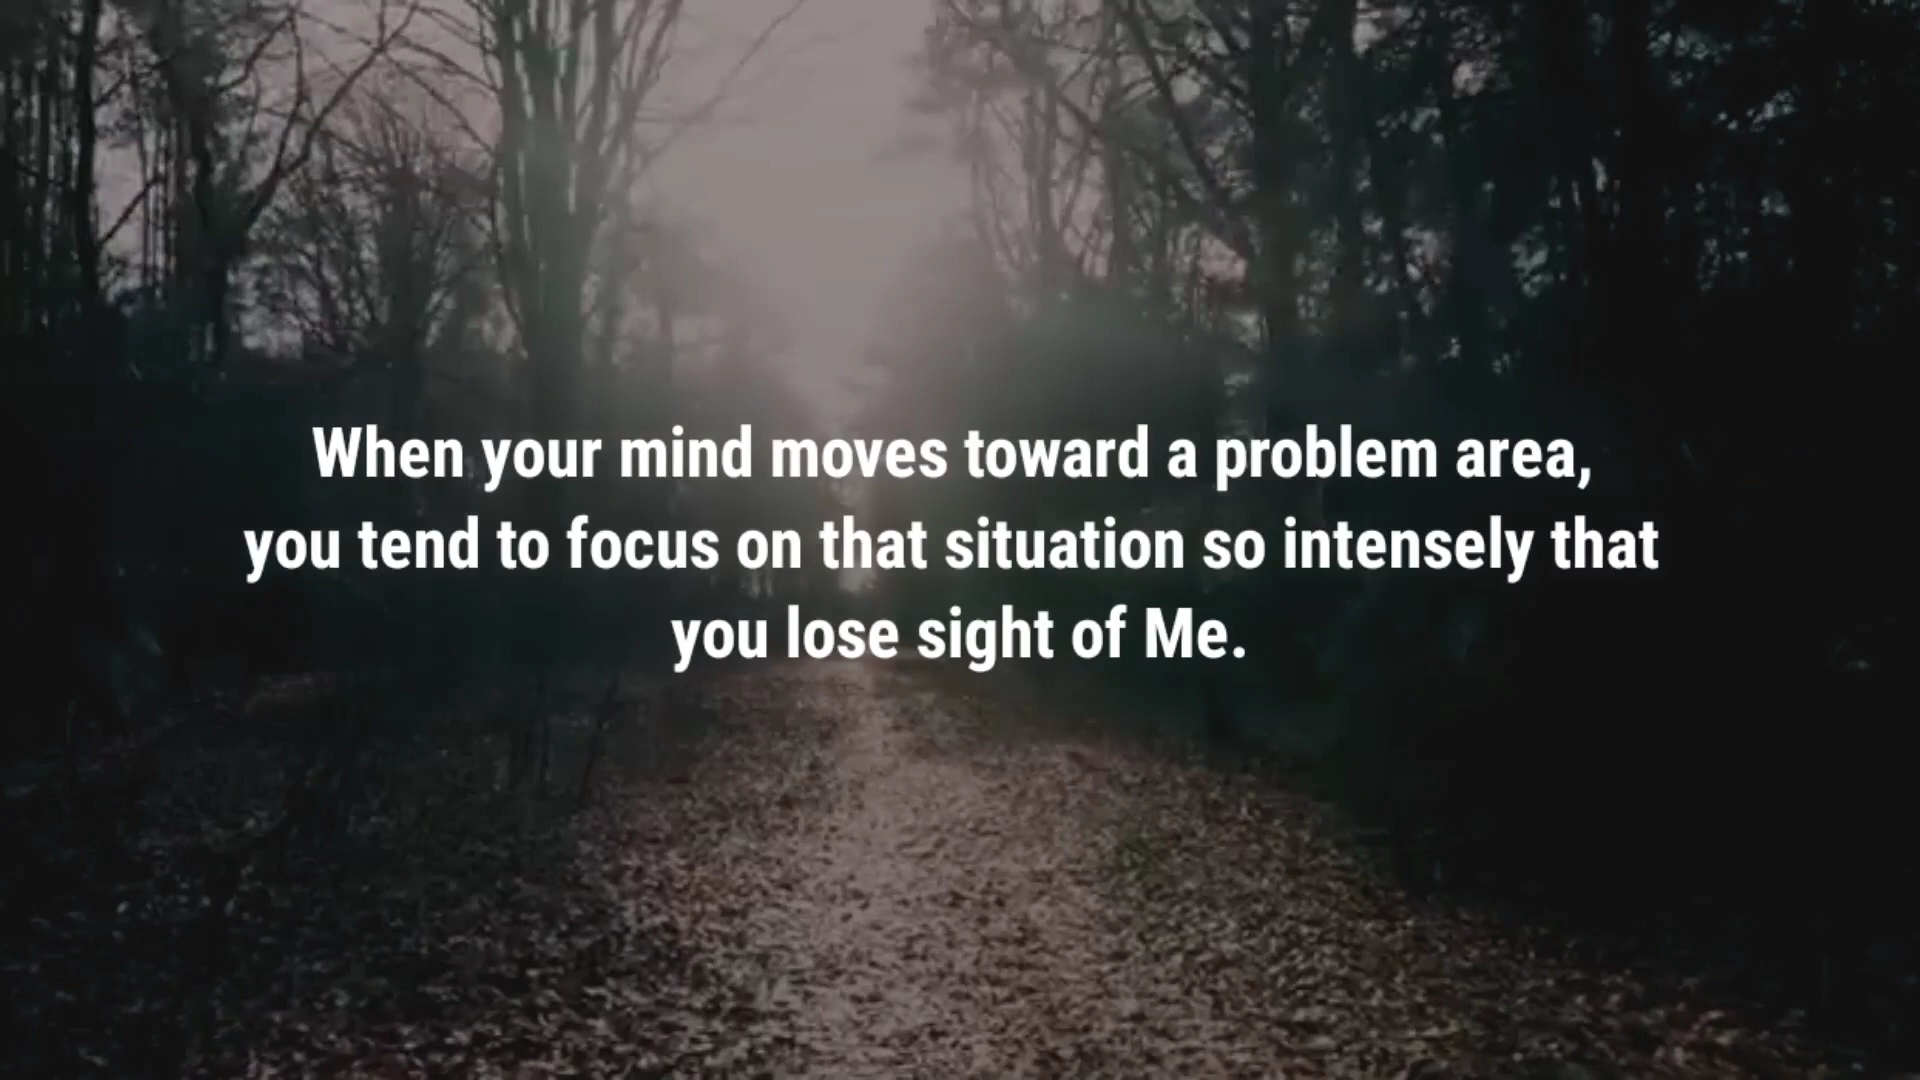 When your mind moves toward a problem area,
you tend to focus on that situation so intensely that
you lose sight of Me.